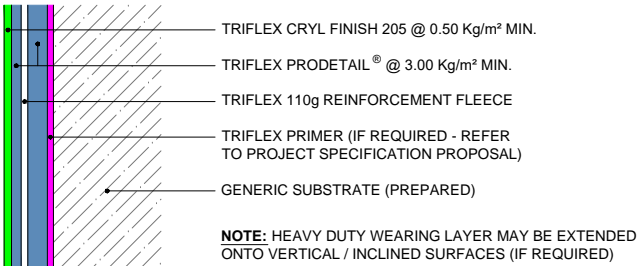 TRIFLEX CRYL FINISH 205 @ 0.50 Kg/m² MIN.
TRIFLEX PRODETAIL® @ 3.00 Kg/m² MIN.
TRIFLEX 110g REINFORCEMENT FLEECE
TRIFLEX PRIMER (IF REQUIRED - REFER
TO PROJECT SPECIFICATION PROPOSAL)
GENERIC SUBSTRATE (PREPARED)
NOTE: HEAVY DUTY WEARING LAYER MAY BE EXTENDED
ONTO VERTICAL / INCLINED SURFACES (IF REQUIRED)